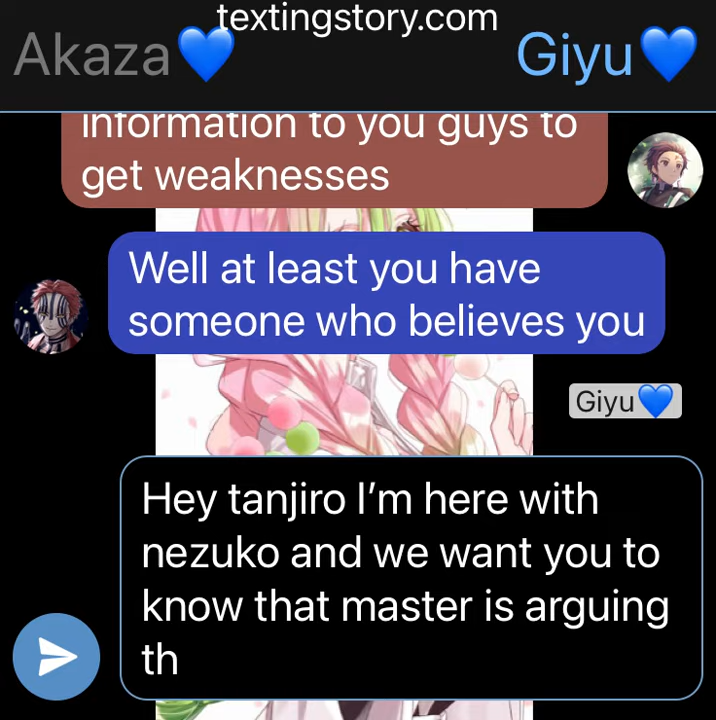 textingstory.com
Akaza💙 Giyu💙
information to you guys to
get weaknesses
Well at least you have
someone who believes you
Giyu💙
Hey tanjiro I’m here with
nezuko and we want you to
know that master is arguing
th